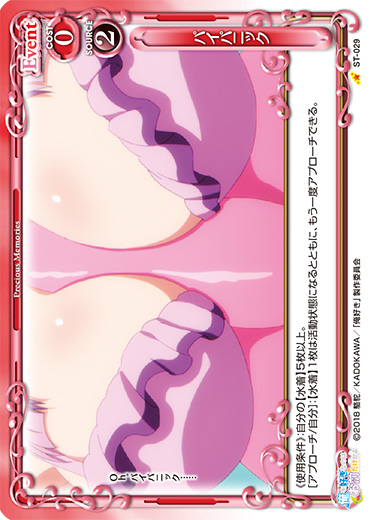 Event
COST
0
SOURCE
2
パイパニック
ST-029
Precious Memories
Oh パイパニック……
《使用条件》:自分の【水着】5枚以上。
[アプローチ/自分]:【水着】1枚は活動状態になるとともに、もう一度アプローチできる。
©2018 駱駝/KADOKAWA/「俺好き」製作委員会